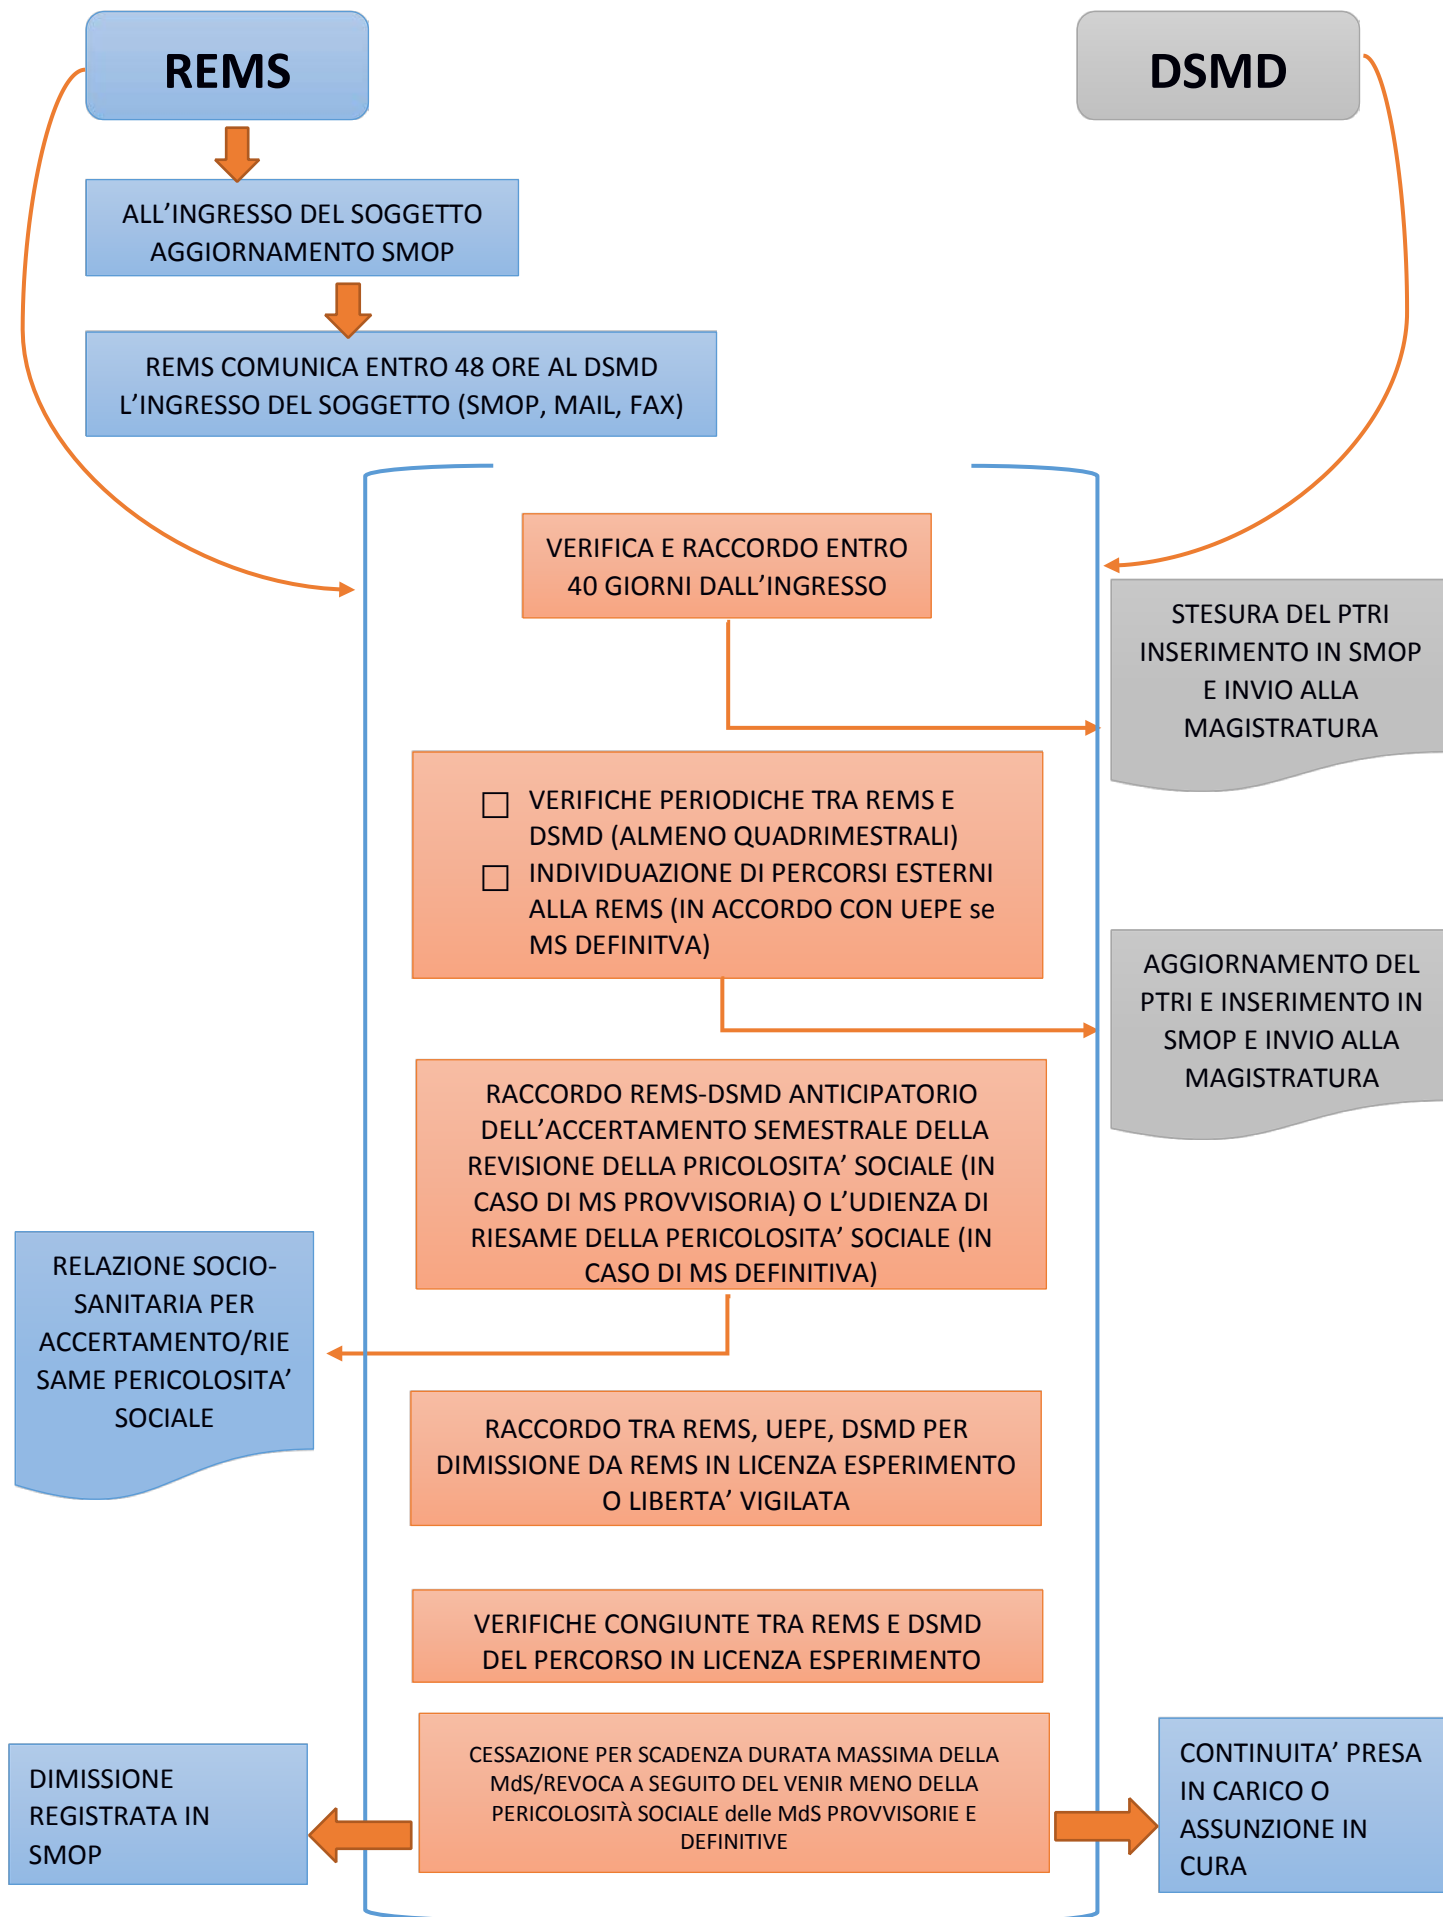 REMS
DSMD
ALL’INGRESSO DEL SOGGETTO
AGGIORNAMENTO SMOP
REMS COMUNICA ENTRO 48 ORE AL DSMD
L’INGRESSO DEL SOGGETTO (SMOP, MAIL, FAX)
VERIFICA E RACCORDO ENTRO
40 GIORNI DALL’INGRESSO
STESURA DEL PTRI
INSERIMENTO IN SMOP
E INVIO ALLA
MAGISTRATURA
VERIFICHE PERIODICHE TRA REMS E
DSMD (ALMENO QUADRIMESTRALI)
INDIVIDUAZIONE DI PERCORSI ESTERNI
ALLA REMS (IN ACCORDO CON UEPE se
MS DEFINITVA)
AGGIORNAMENTO DEL
PTRI E INSERIMENTO IN
SMOP E INVIO ALLA
MAGISTRATURA
RACCORDO REMS-DSMD ANTICIPATORIO
DELL’ACCERTAMENTO SEMESTRALE DELLA
REVISIONE DELLA PRICOLOSITA’ SOCIALE (IN
CASO DI MS PROVVISORIA) O L’UDIENZA DI
RIESAME DELLA PERICOLOSITA’ SOCIALE (IN
CASO DI MS DEFINITIVA)
RELAZIONE SOCIO-
SANITARIA PER
ACCERTAMENTO/RIE
SAME PERICOLOSITA’
SOCIALE
RACCORDO TRA REMS, UEPE, DSMD PER
DIMISSIONE DA REMS IN LICENZA ESPERIMENTO
O LIBERTA’ VIGILATA
VERIFICHE CONGIUNTE TRA REMS E DSMD
DEL PERCORSO IN LICENZA ESPERIMENTO
CESSAZIONE PER SCADENZA DURATA MASSIMA DELLA
MdS/REVOCA A SEGUITO DEL VENIR MENO DELLA
PERICOLOSITÀ SOCIALE delle MdS PROVVISORIE E
DEFINITIVE
DIMISSIONE
REGISTRATA IN
SMOP
CONTINUITA’ PRESA
IN CARICO O
ASSUNZIONE IN
CURA